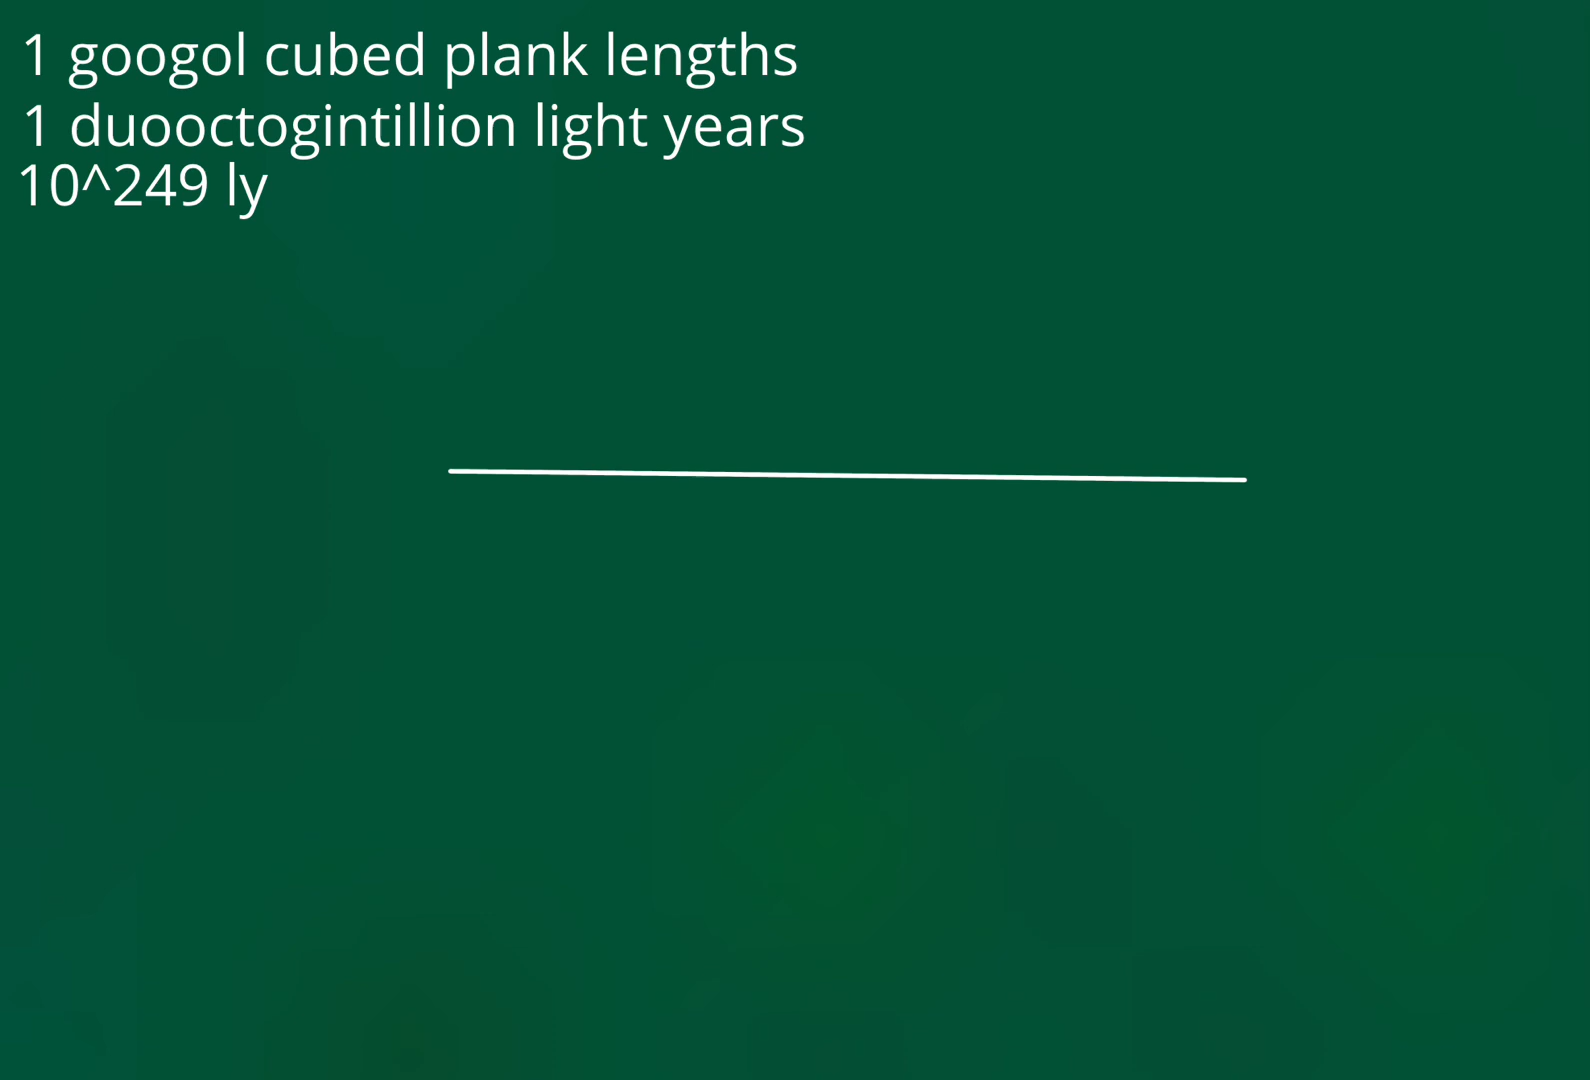 1 googol cubed plank lengths
1 duooctogintillion light years
10^249 ly